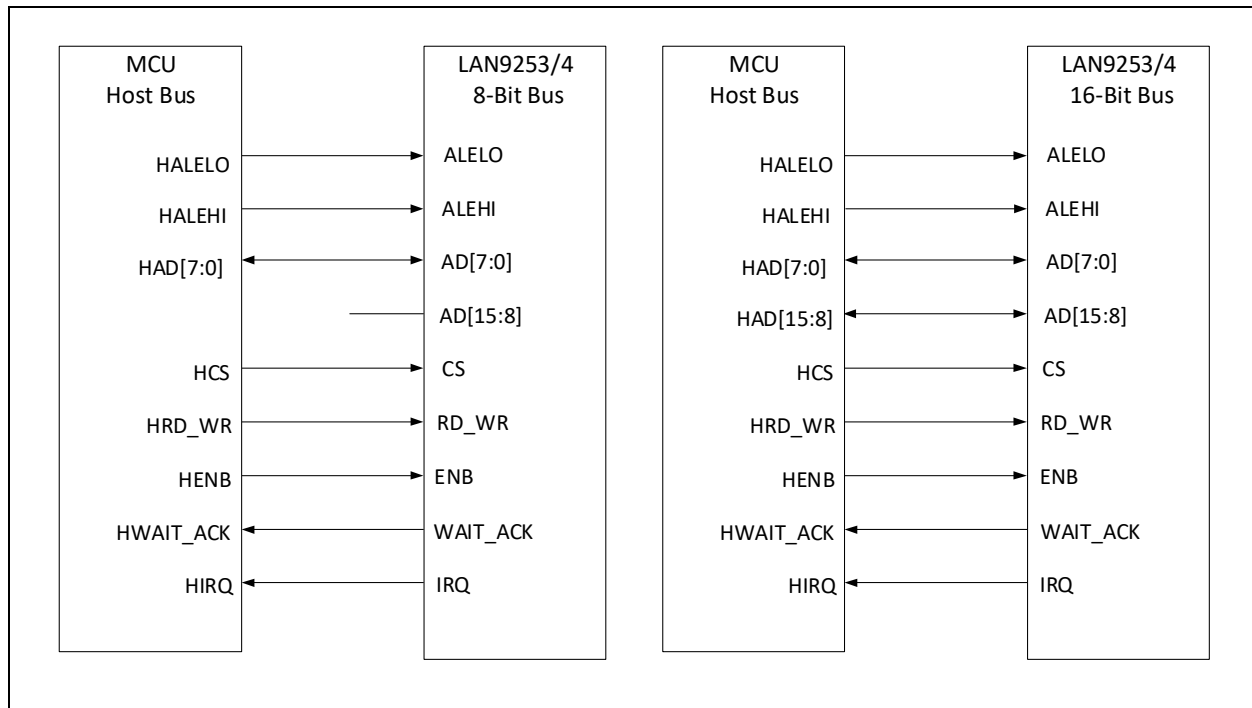 MCU
Host Bus
HALELO
HALEHI
HAD[7:0]
HCS
HRD_WR
HENB
HWAIT_ACK
HIRQ
LAN9253/4
8-Bit Bus
ALELO
ALEHI
AD[7:0]
AD[15:8]
CS
RD_WR
ENB
WAIT_ACK
IRQ
MCU
Host Bus
HALELO
HALEHI
HAD[7:0]
HAD[15:8]
HCS
HRD_WR
HENB
HWAIT_ACK
HIRQ
LAN9253/4
16-Bit Bus
ALELO
ALEHI
AD[7:0]
AD[15:8]
CS
RD_WR
ENB
WAIT_ACK
IRQ